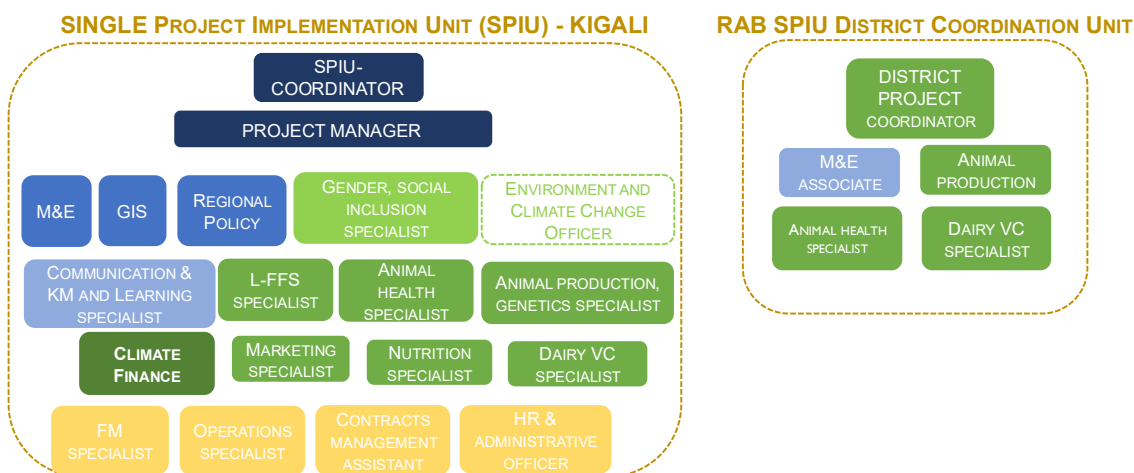 SINGLE PROJECT IMPLEMENTATION UNIT (SPIU) - KIGALI
SPIU-
COORDINATOR
PROJECT MANAGER
M&E
GIS
REGIONAL
POLICY
GENDER, SOCIAL
INCLUSION
SPECIALIST
ENVIRONMENT AND
CLIMATE CHANGE
OFFICER
COMMUNICATION &
KM AND LEARNING
SPECIALIST
L-FFS
SPECIALIST
ANIMAL
HEALTH
SPECIALIST
ANIMAL PRODUCTION,
GENETICS SPECIALIST
CLIMATE
FINANCE
MARKETING
SPECIALIST
NUTRITION
SPECIALIST
DAIRY VC
SPECIALIST
FM
SPECIALIST
OPERATIONS
SPECIALIST
CONTRACTS
MANAGEMENT
ASSISTANT
HR &
ADMINISTRATIVE
OFFICER
RAB SPIU DISTRICT COORDINATION UNIT
DISTRICT
PROJECT
COORDINATOR
M&E
ASSOCIATE
ANIMAL
PRODUCTION
ANIMAL HEALTH
SPECIALIST
DAIRY VC
SPECIALIST